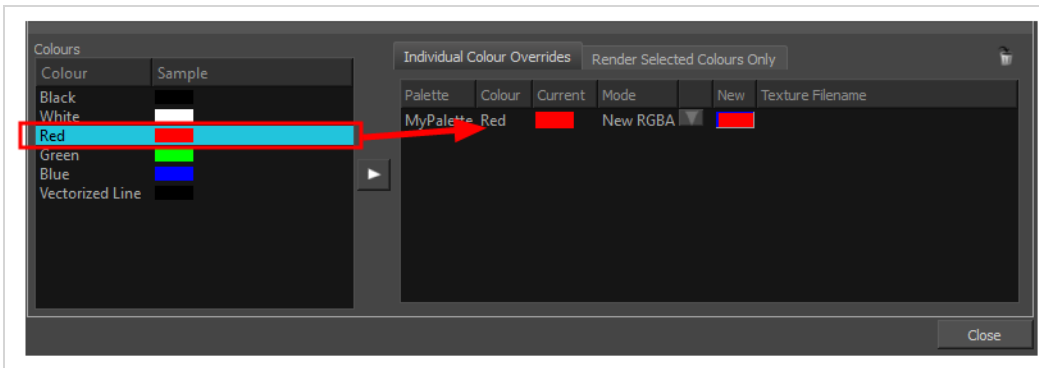 Colours
Colour Sample
Black
White
Red
Green
Blue
Vectorized Line
Individual Colour Overrides Render Selected Colours Only
Palette Colour Current Mode New Texture Filename
MyPalette Red New RGBA
Close